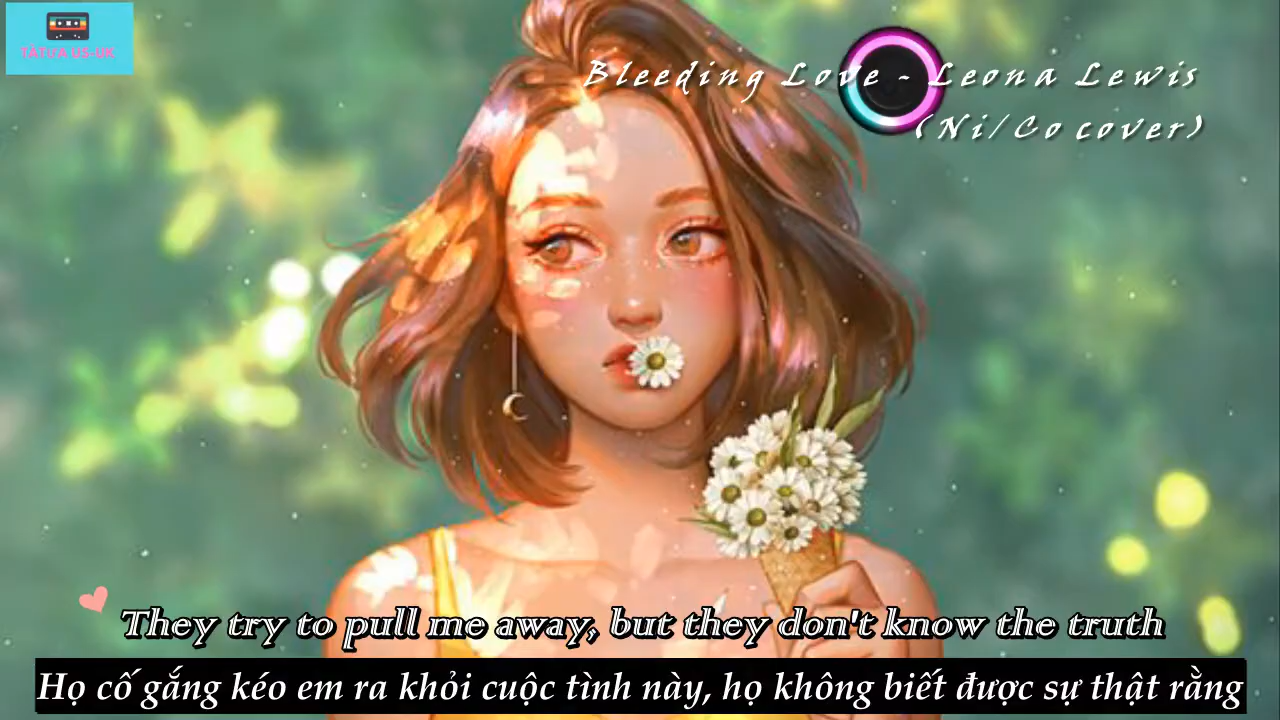 TÀTƯA US-UK
Bleeding Love - Leona Lewis
(Ni/Co cover)
They try to pull me away, but they don't know the truth
Họ cố gắng kéo em ra khỏi cuộc tình này, họ không biết được sự thật rằng